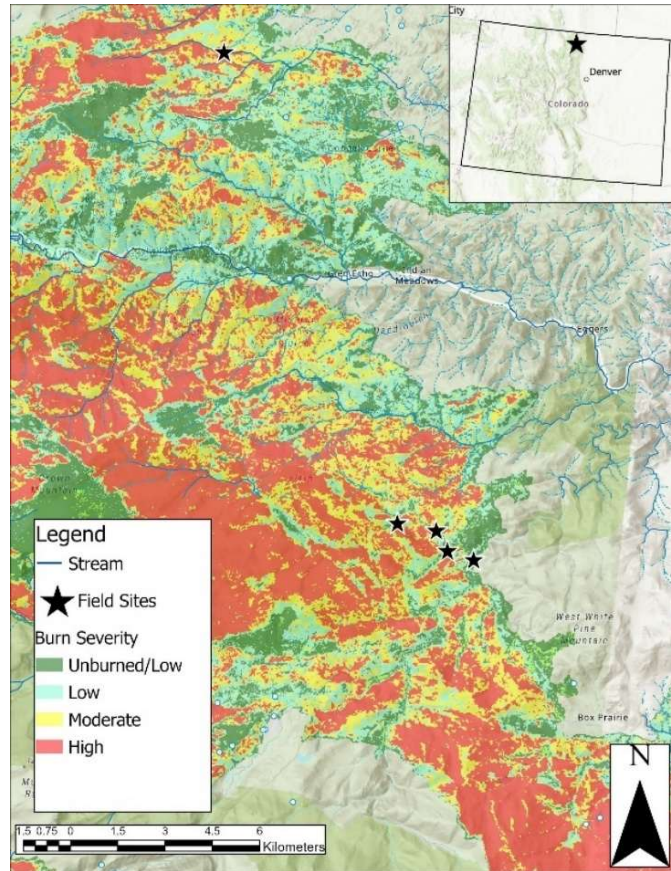 City
Denver
Colorado
Indian
Meadows
Eggers
Legend
Stream
Field Sites
Burn Severity
Unburned/Low
Low
Moderate
High
West White
Pine
Mountain
Box Prairie
N
1.5 0.75 0 1.5 3 4.5 6
Kilometers